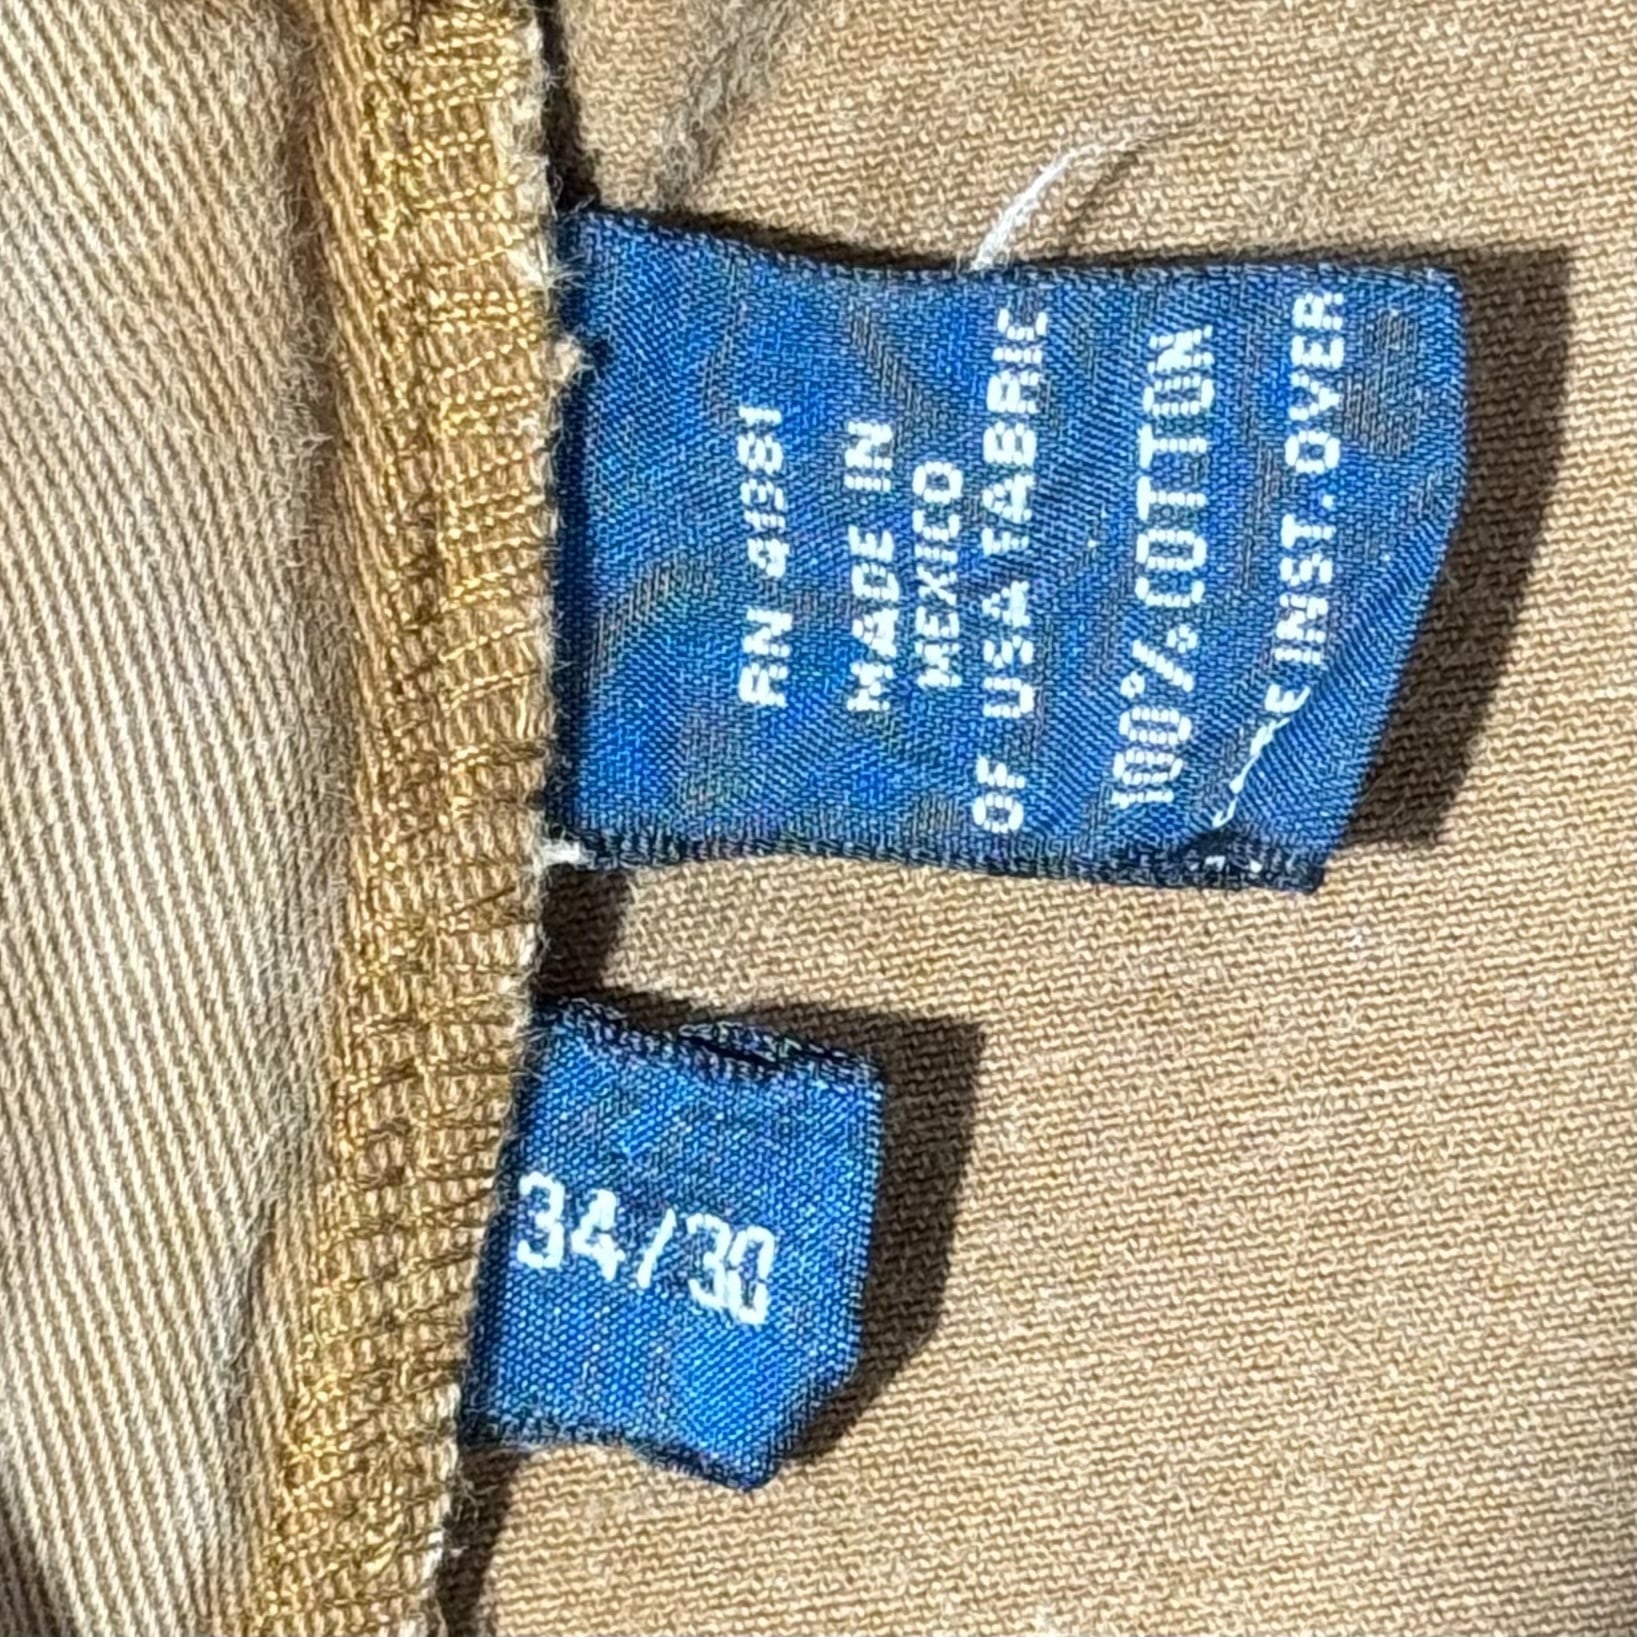 RN 41381
MADE IN
MEXICO
OF USA FABRIC
100% COTTON
INST. OVER
34/30